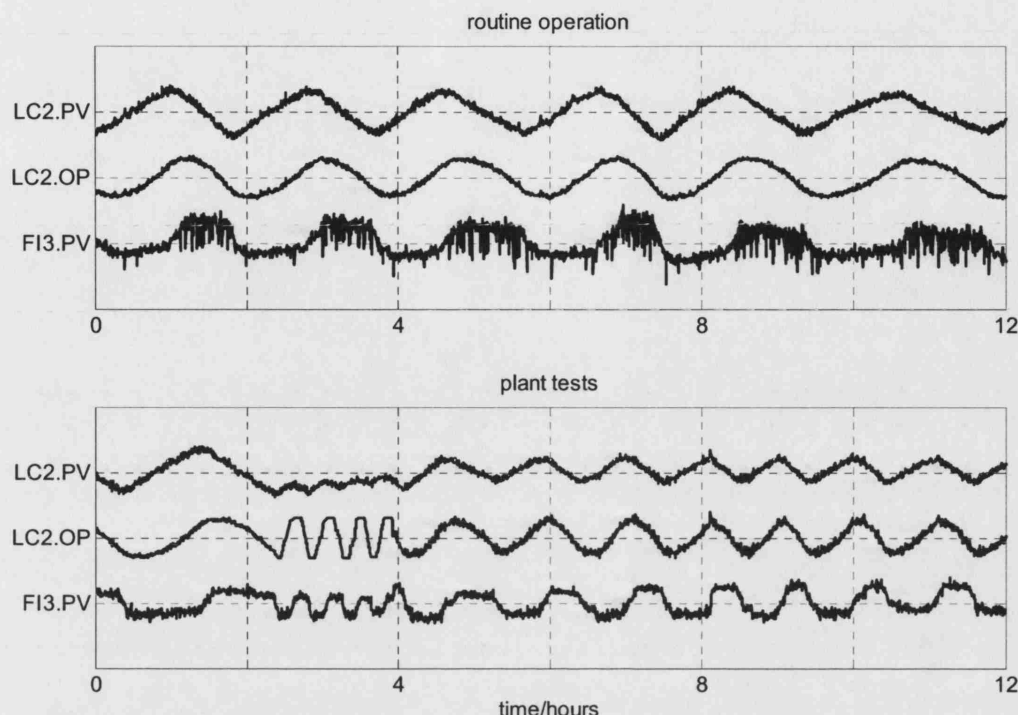 routine operation
LC2.PV
LC2.OP
FI3.PV
0 4 8 12
plant tests
LC2.PV
LC2.OP
FI3.PV
0 4 8 12
time/hours